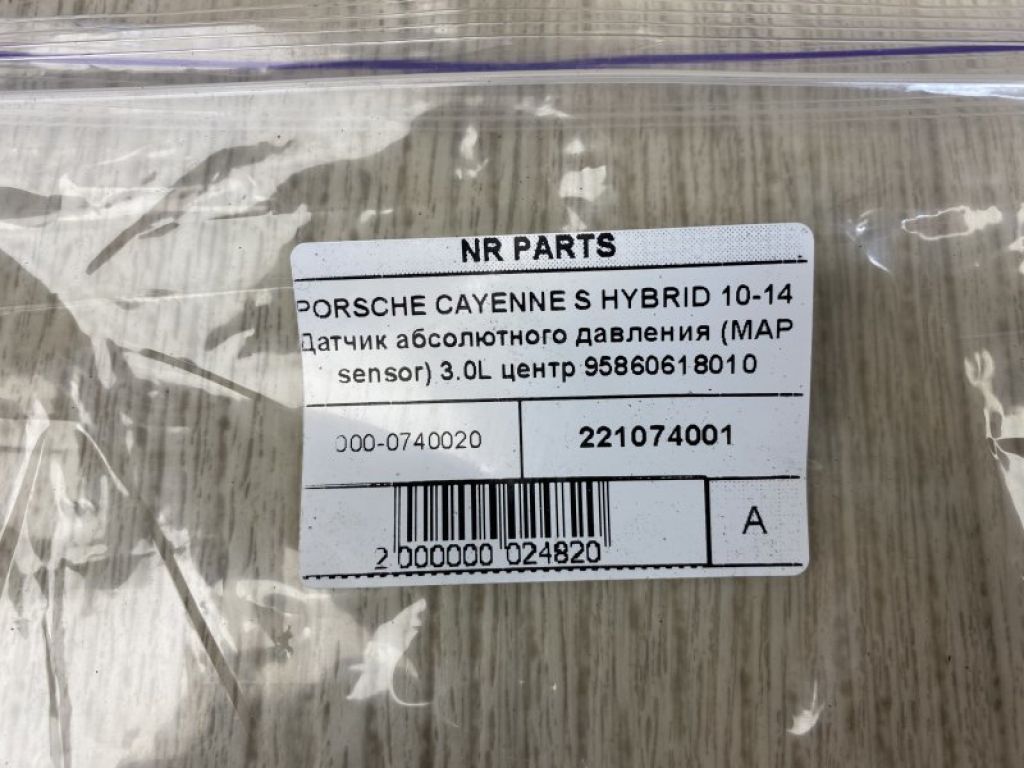 NR PARTS
PORSCHE CAYENNE S HYBRID 10-14
Датчик абсолютного давления (MAP
sensor) 3.0L центр 95860618010
000-0740020
221074001
2 000000 024820
A